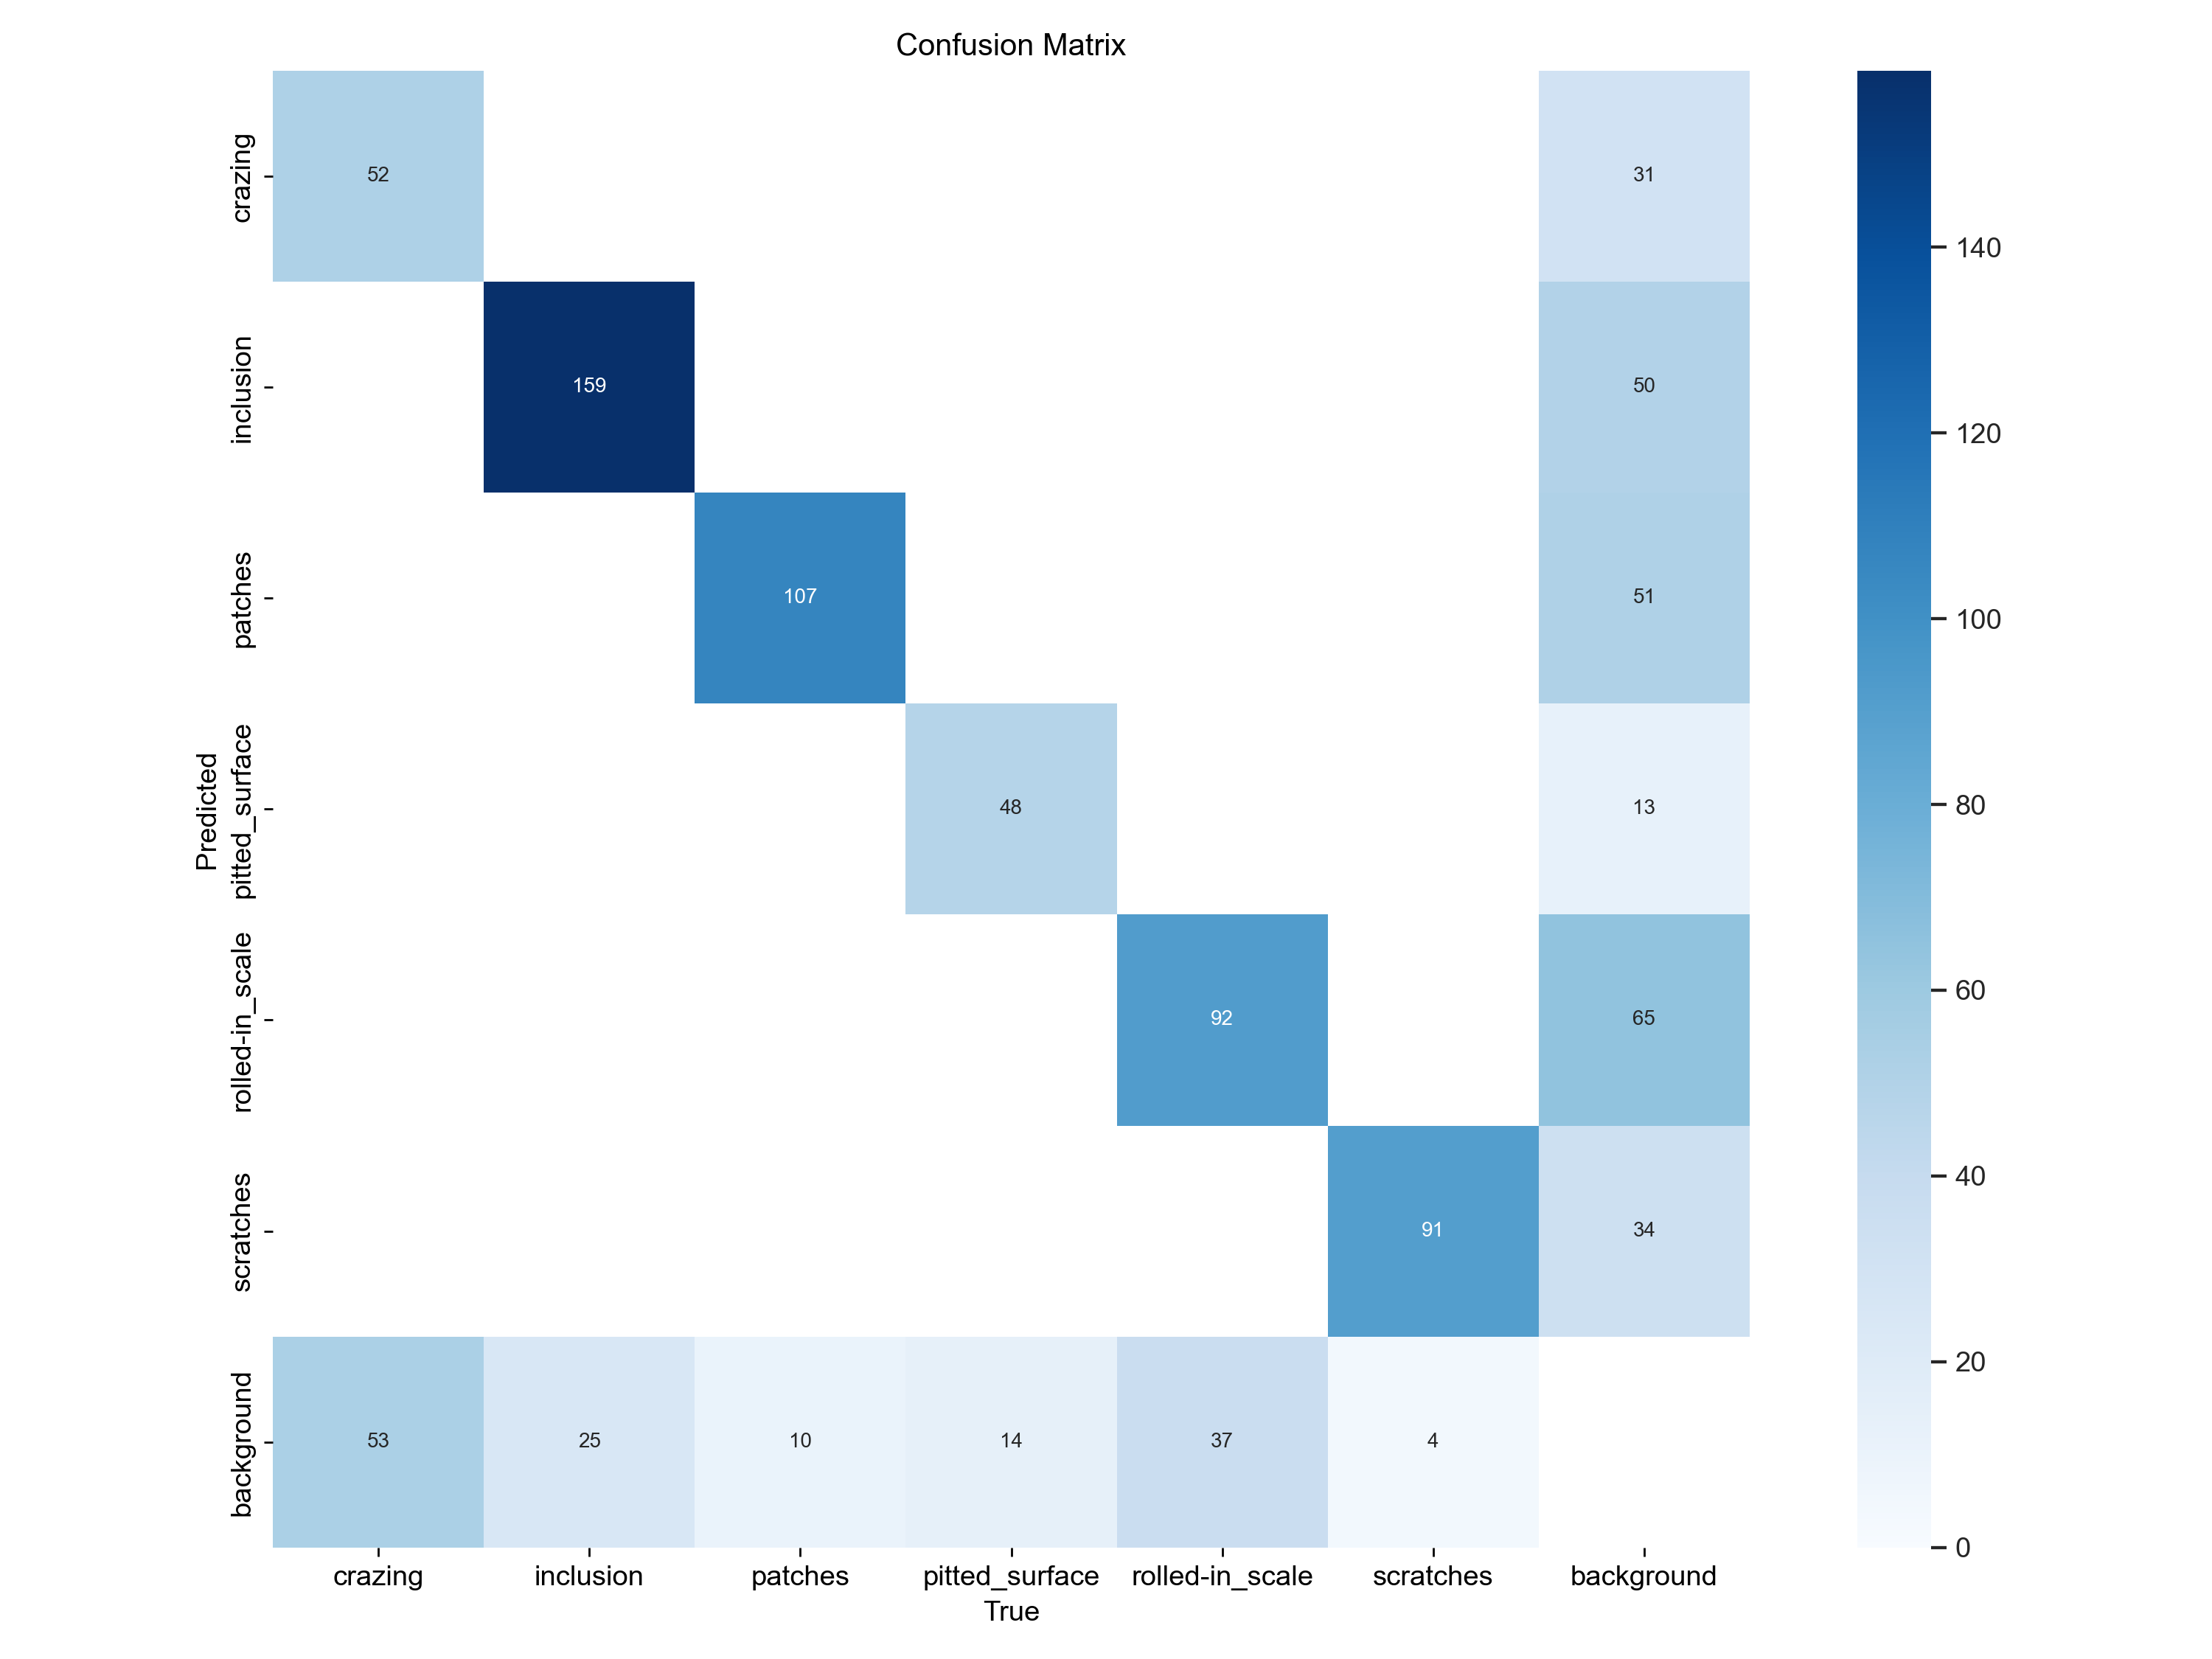 Confusion Matrix
Predicted
crazing
52
31
inclusion
159
50
patches
107
51
pitted_surface
48
13
rolled-in_scale
92
65
scratches
91
34
background
53 25 10 14 37 4
crazing inclusion patches pitted_surface rolled-in_scale scratches background
True
140
120
100
80
60
40
20
0